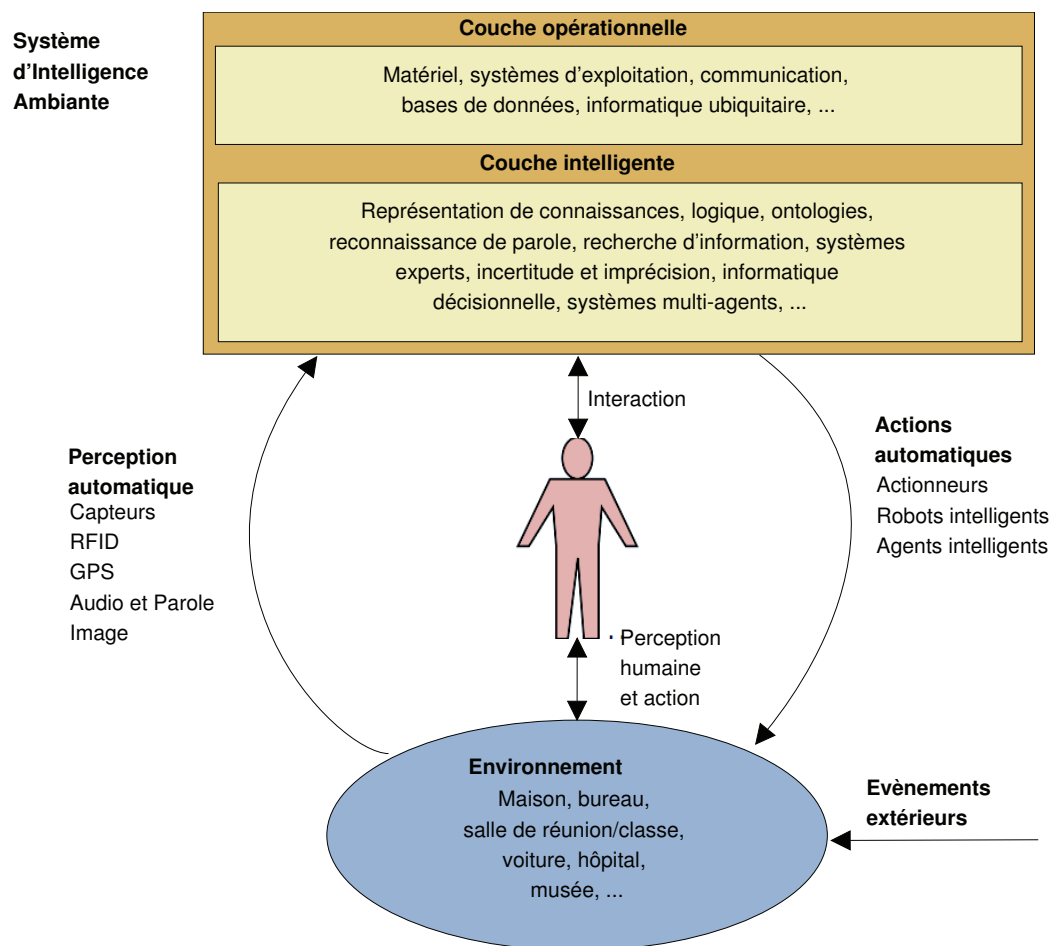 Système
d'Intelligence
Ambiante
Couche opérationnelle
Matériel, systèmes d'exploitation, communication,
bases de données, informatique ubiquitaire, ...
Couche intelligente
Représentation de connaissances, logique, ontologies,
reconnaissance de parole, recherche d'information, systèmes
experts, incertitude et imprécision, informatique
décisionnelle, systèmes multi-agents, ...
Interaction
Perception
automatique
Capteurs
RFID
GPS
Audio et Parole
Image
Actions
automatiques
Actionneurs
Robots intelligents
Agents intelligents
Perception
humaine
et action
Environnement
Maison, bureau,
salle de réunion/classe,
voiture, hôpital,
musée, ...
Evènements
extérieurs